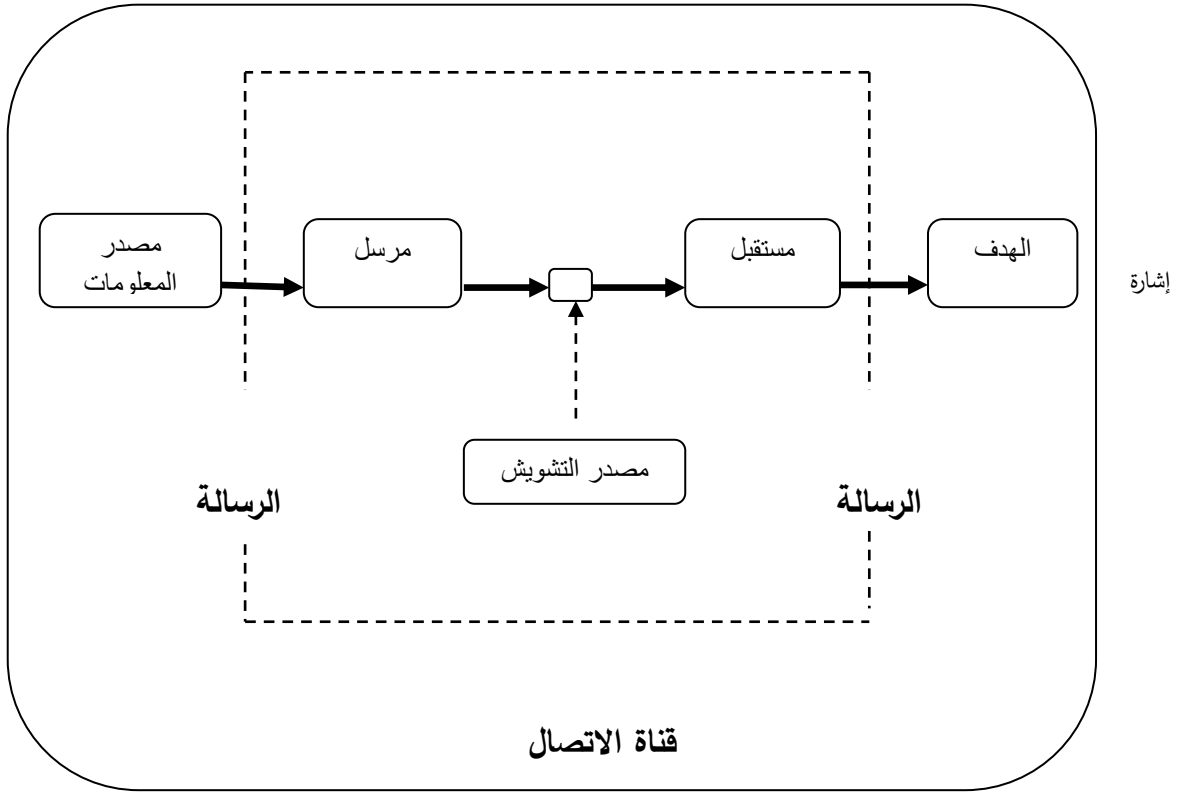 مصدر
المعلومات
مرسل
مستقبل
الهدف
إشارة
مصدر التشويش
الرسالة
الرسالة
قناة الاتصال